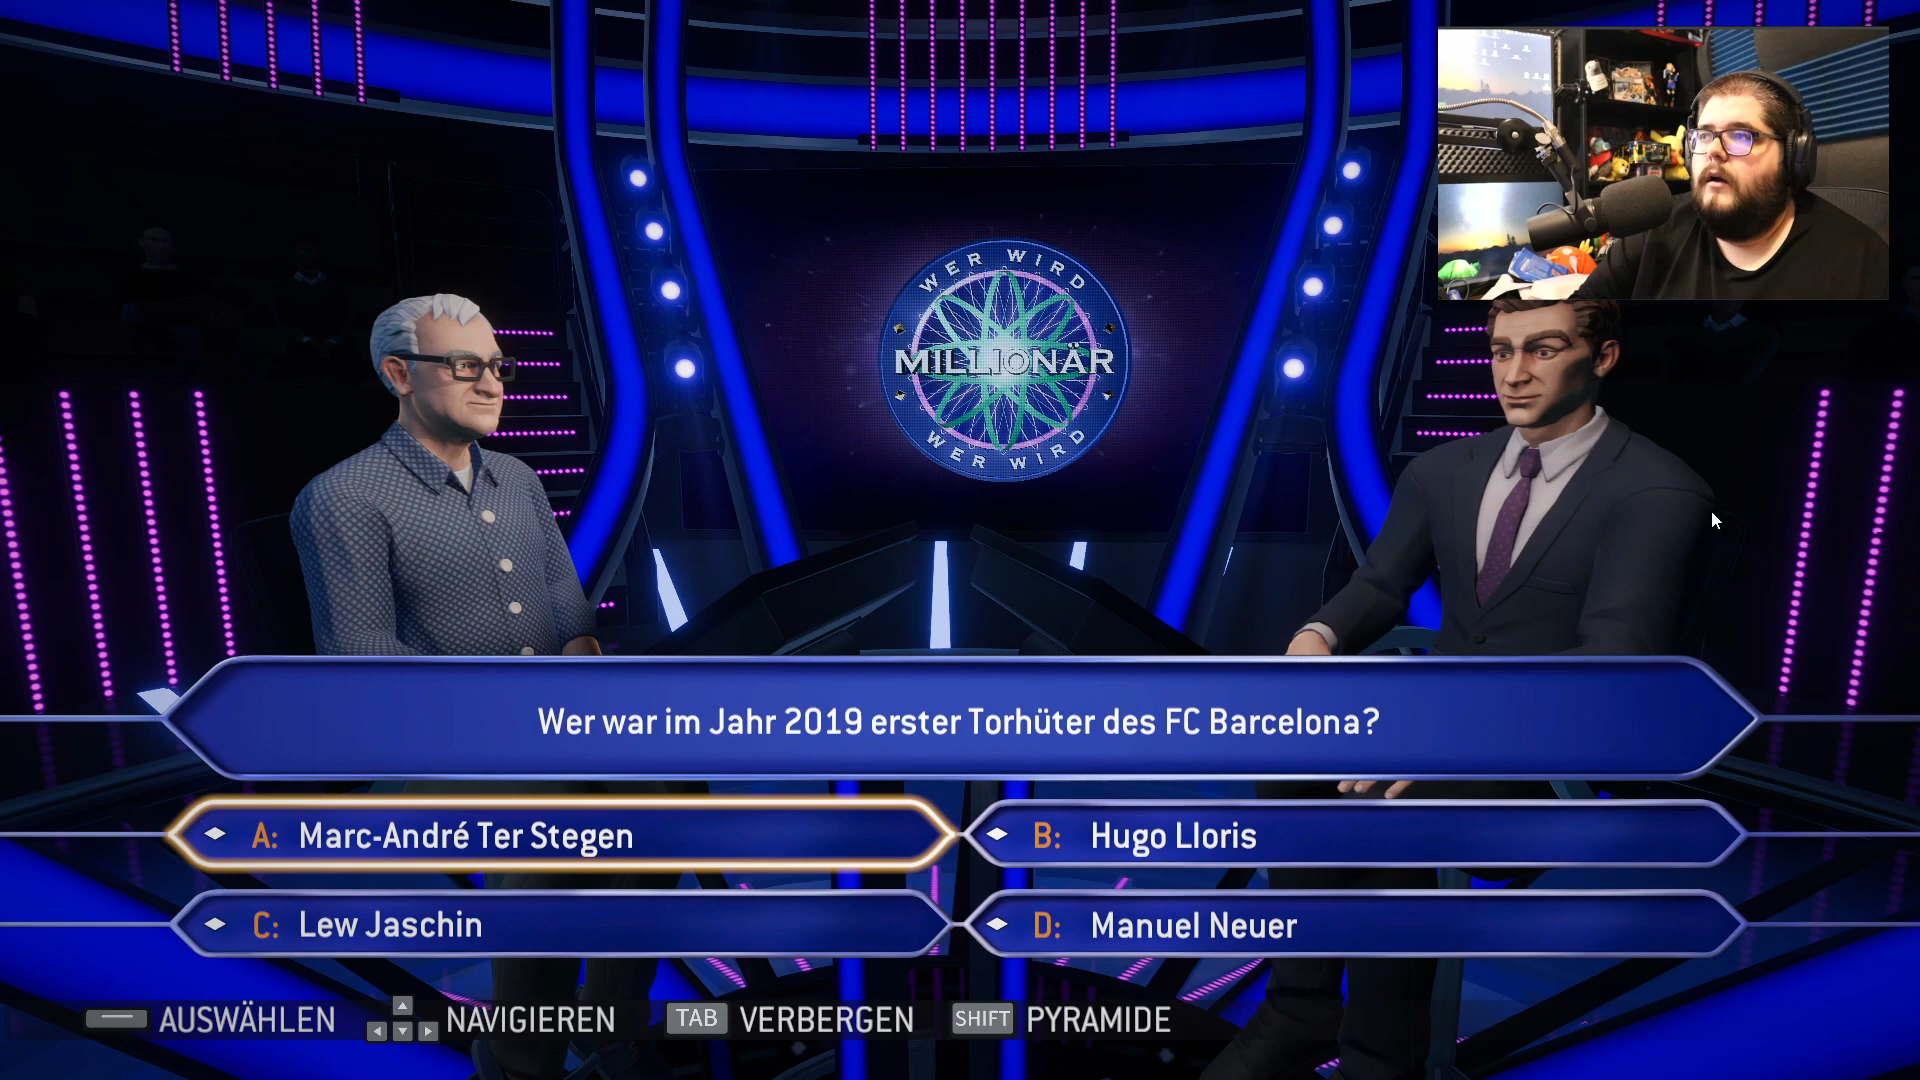 WER WIRD
MILLIONÄR
WER WIRD
Wer war im Jahr 2019 erster Torhüter des FC Barcelona?
A: Marc-André Ter Stegen
B: Hugo Lloris
C: Lew Jaschin
D: Manuel Neuer
AUSWÄHLEN NAVIGIEREN TAB VERBERGEN SHIFT PYRAMIDE